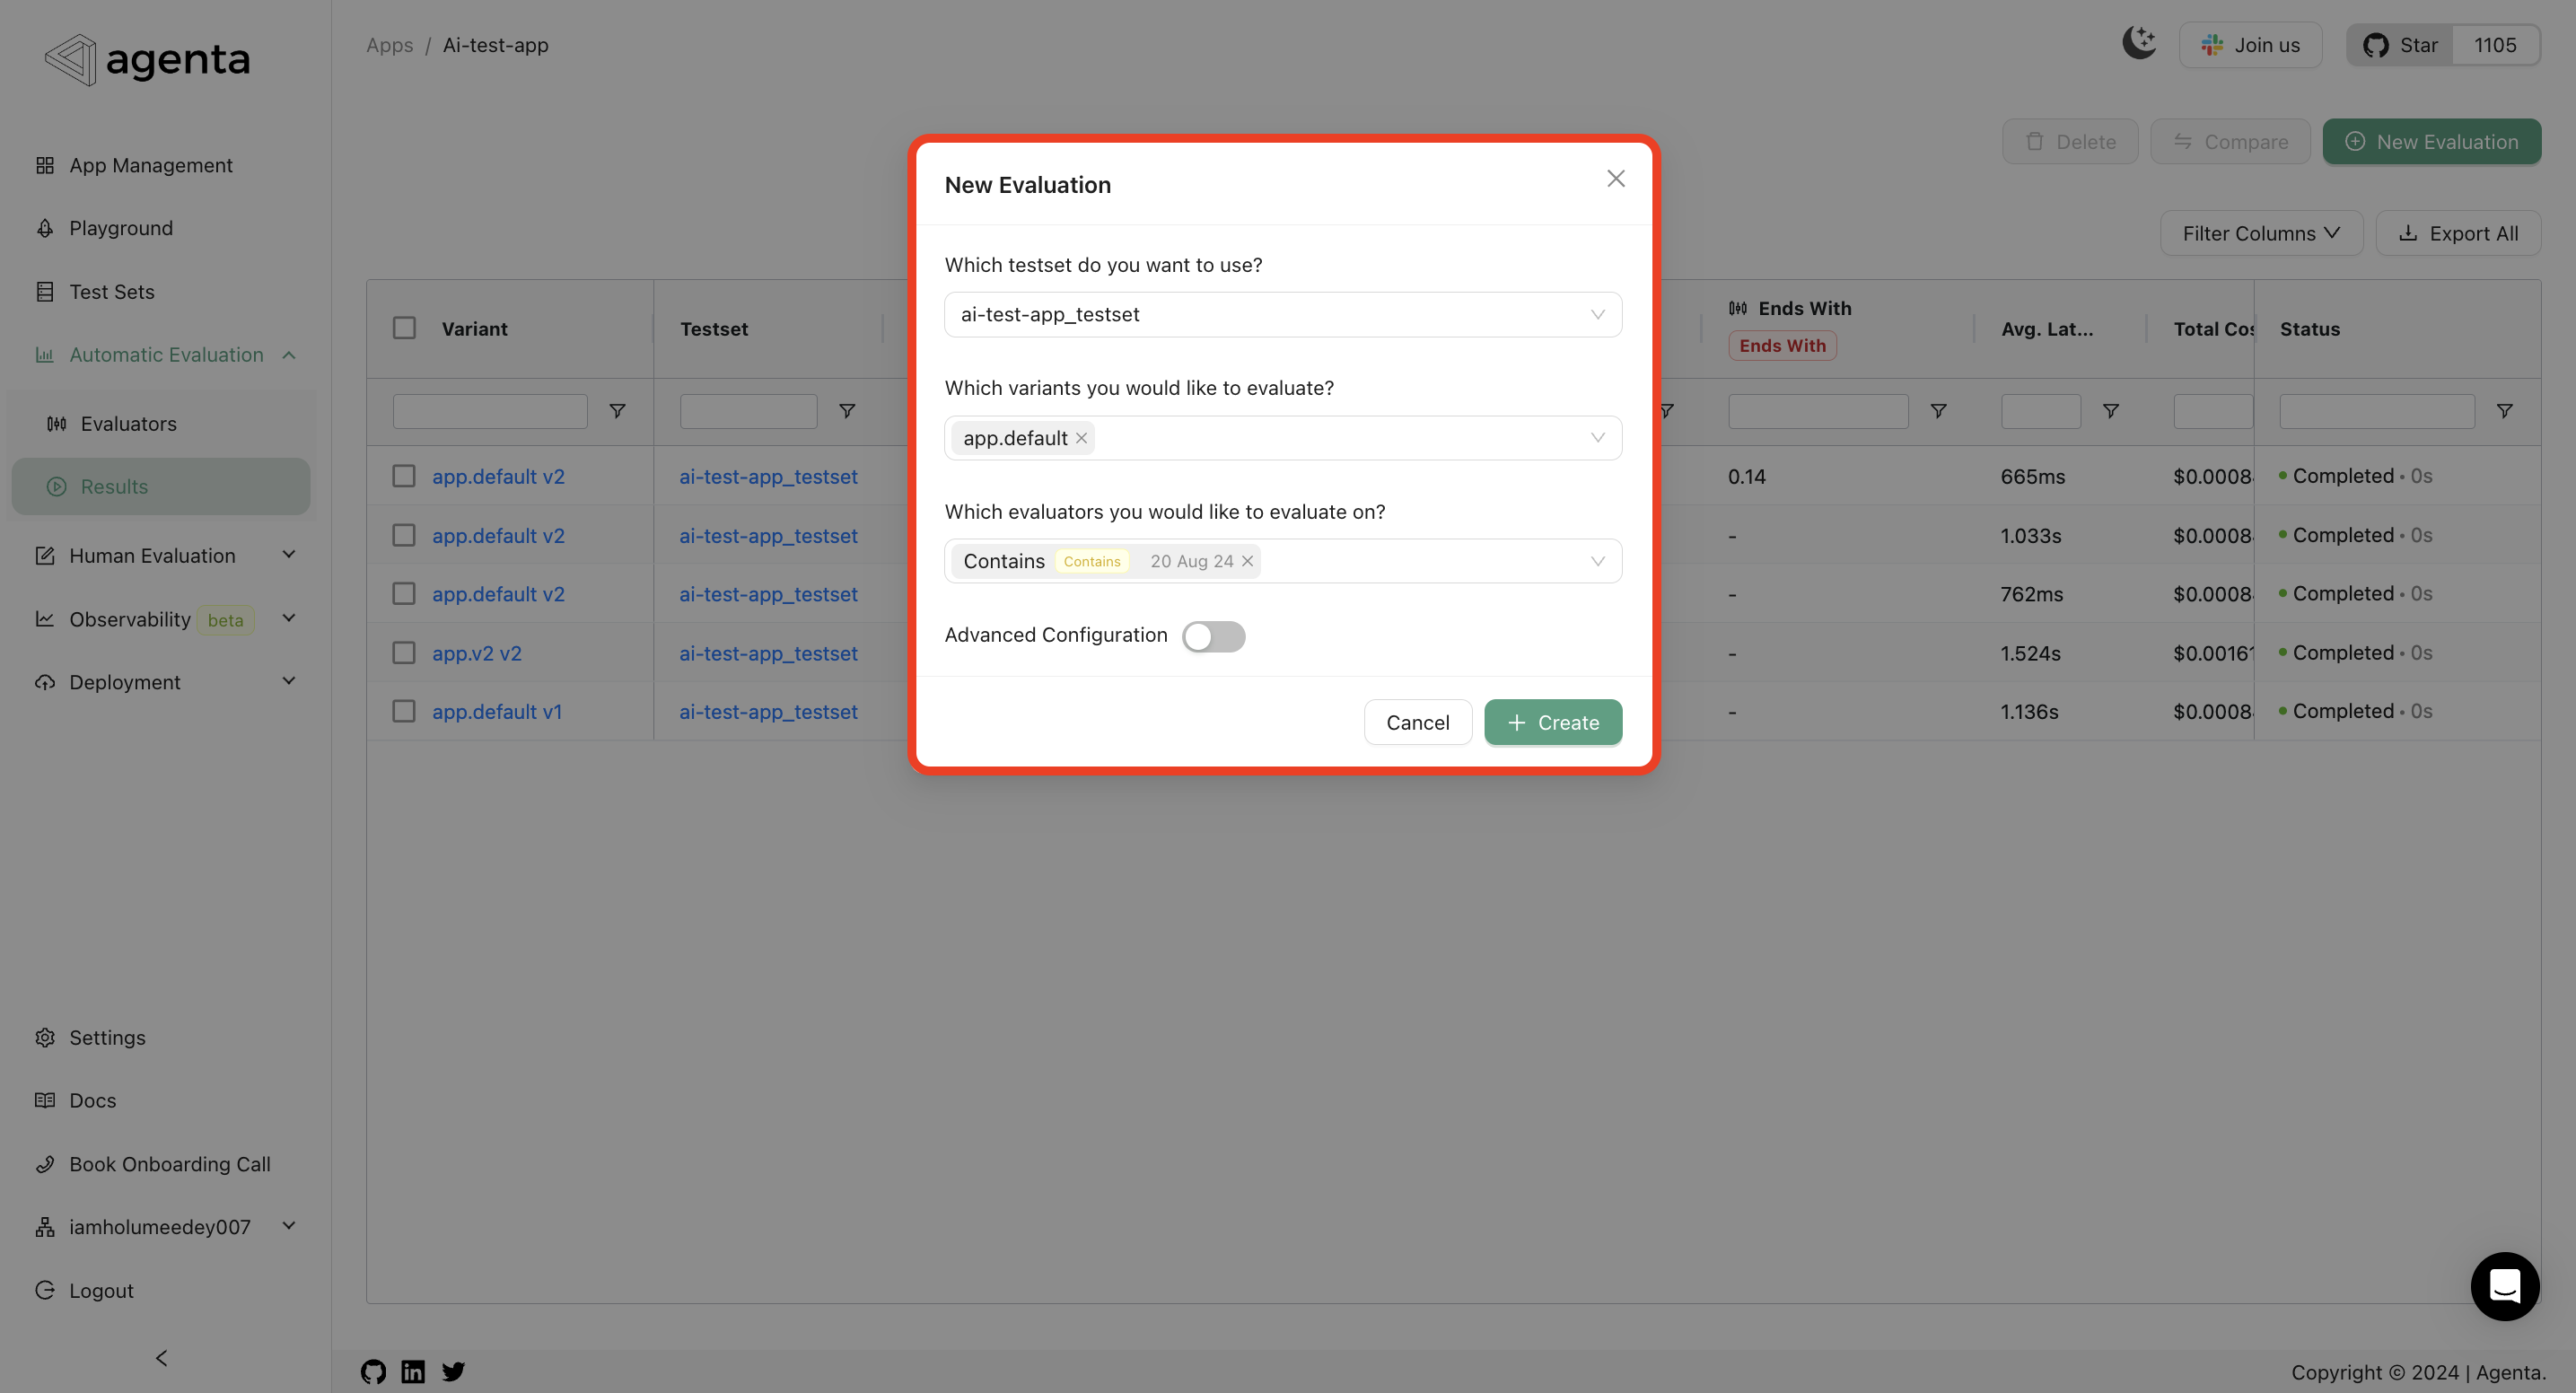 agenta
Apps / Ai-test-app
Join us
Star 1105
App Management
Playground
Test Sets
Automatic Evaluation
Evaluators
Results
Human Evaluation
Observability beta
Deployment
Settings
Docs
Book Onboarding Call
iamholumeedey007
Logout
Delete Compare New Evaluation
Filter Columns Export All
Variant Testset Ends With Avg. Lat... Total Cos Status
Ends With
app.default v2 ai-test-app_testset 0.14 665ms $0.0008 Completed • 0s
app.default v2 ai-test-app_testset - 1.033s $0.0008 Completed • 0s
app.default v2 ai-test-app_testset - 762ms $0.0008 Completed • 0s
app.v2 v2 ai-test-app_testset - 1.524s $0.00161 Completed • 0s
app.default v1 ai-test-app_testset - 1.136s $0.0008 Completed • 0s
New Evaluation
Which testset do you want to use?
ai-test-app_testset
Which variants you would like to evaluate?
app.default
Which evaluators you would like to evaluate on?
Contains Contains 20 Aug 24
Advanced Configuration
Cancel + Create
in
Copyright © 2024 | Agenta.